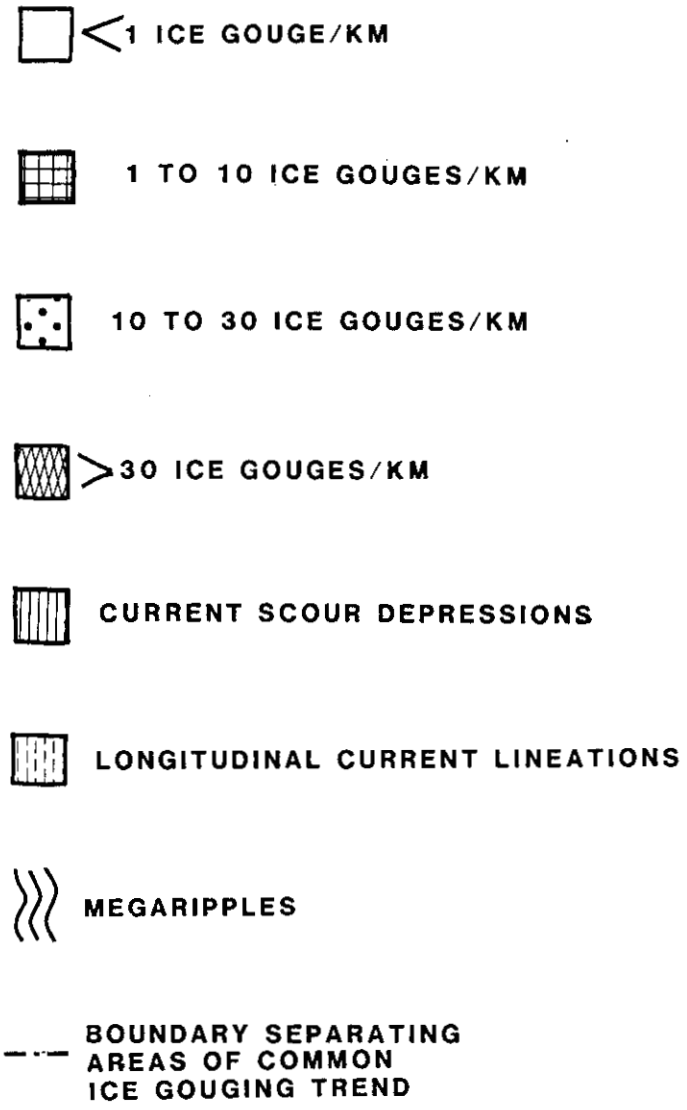 <1 ICE GOUGE/KM
1 TO 10 ICE GOUGES/KM
10 TO 30 ICE GOUGES/KM
>30 ICE GOUGES/KM
CURRENT SCOUR DEPRESSIONS
LONGITUDINAL CURRENT LINEATIONS
MEGARIPPLES
BOUNDARY SEPARATING
AREAS OF COMMON
ICE GOUGING TREND